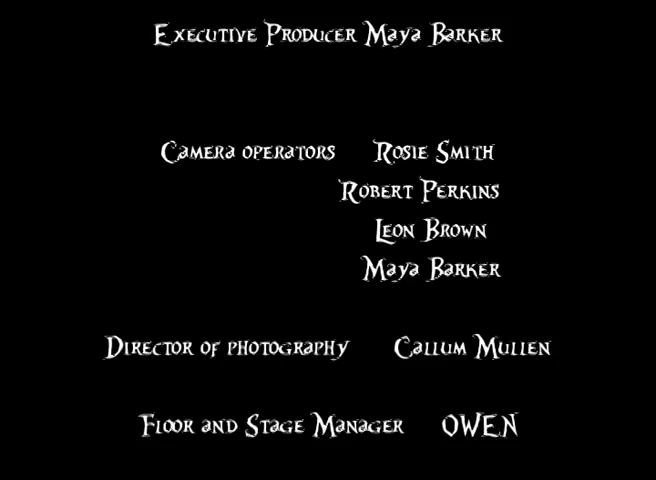 Executive Producer Maya Barker
Camera operators Rosie Smith
Robert Perkins
Leon Brown
Maya Barker
Director of photography Callum Mullen
Floor and Stage Manager OWEN